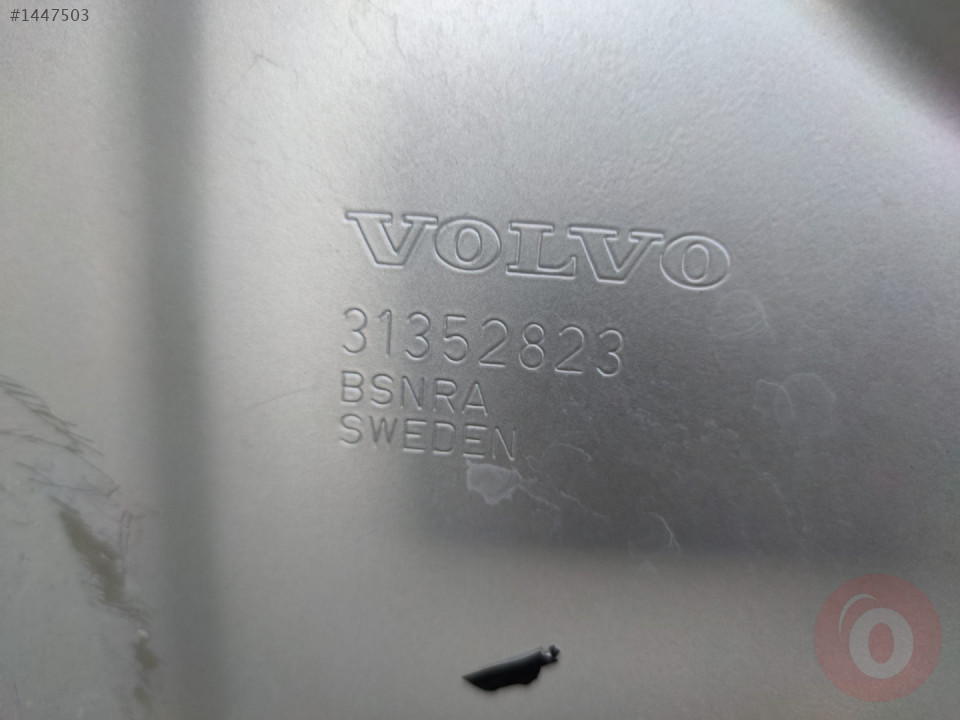 #1447503
VOLVO
31352823
BSNRA
SWEDEN
O